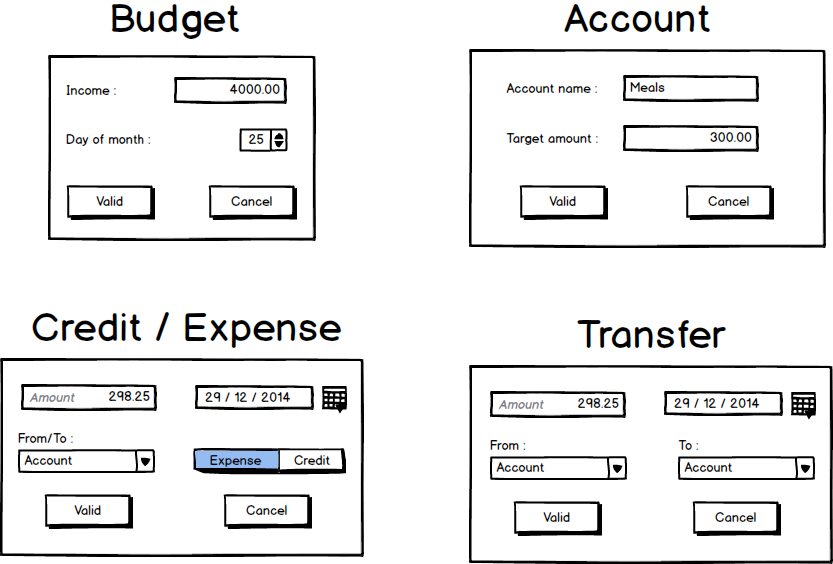 Budget
Income : 4000.00
Day of month : 25
Valid Cancel
Account
Account name : Meals
Target amount : 300.00
Valid Cancel
Credit / Expense
Amount 298.25 29 / 12 / 2014
From/To :
Account Expense Credit
Valid Cancel
Transfer
Amount 298.25 29 / 12 / 2014
From : To :
Account Account
Valid Cancel